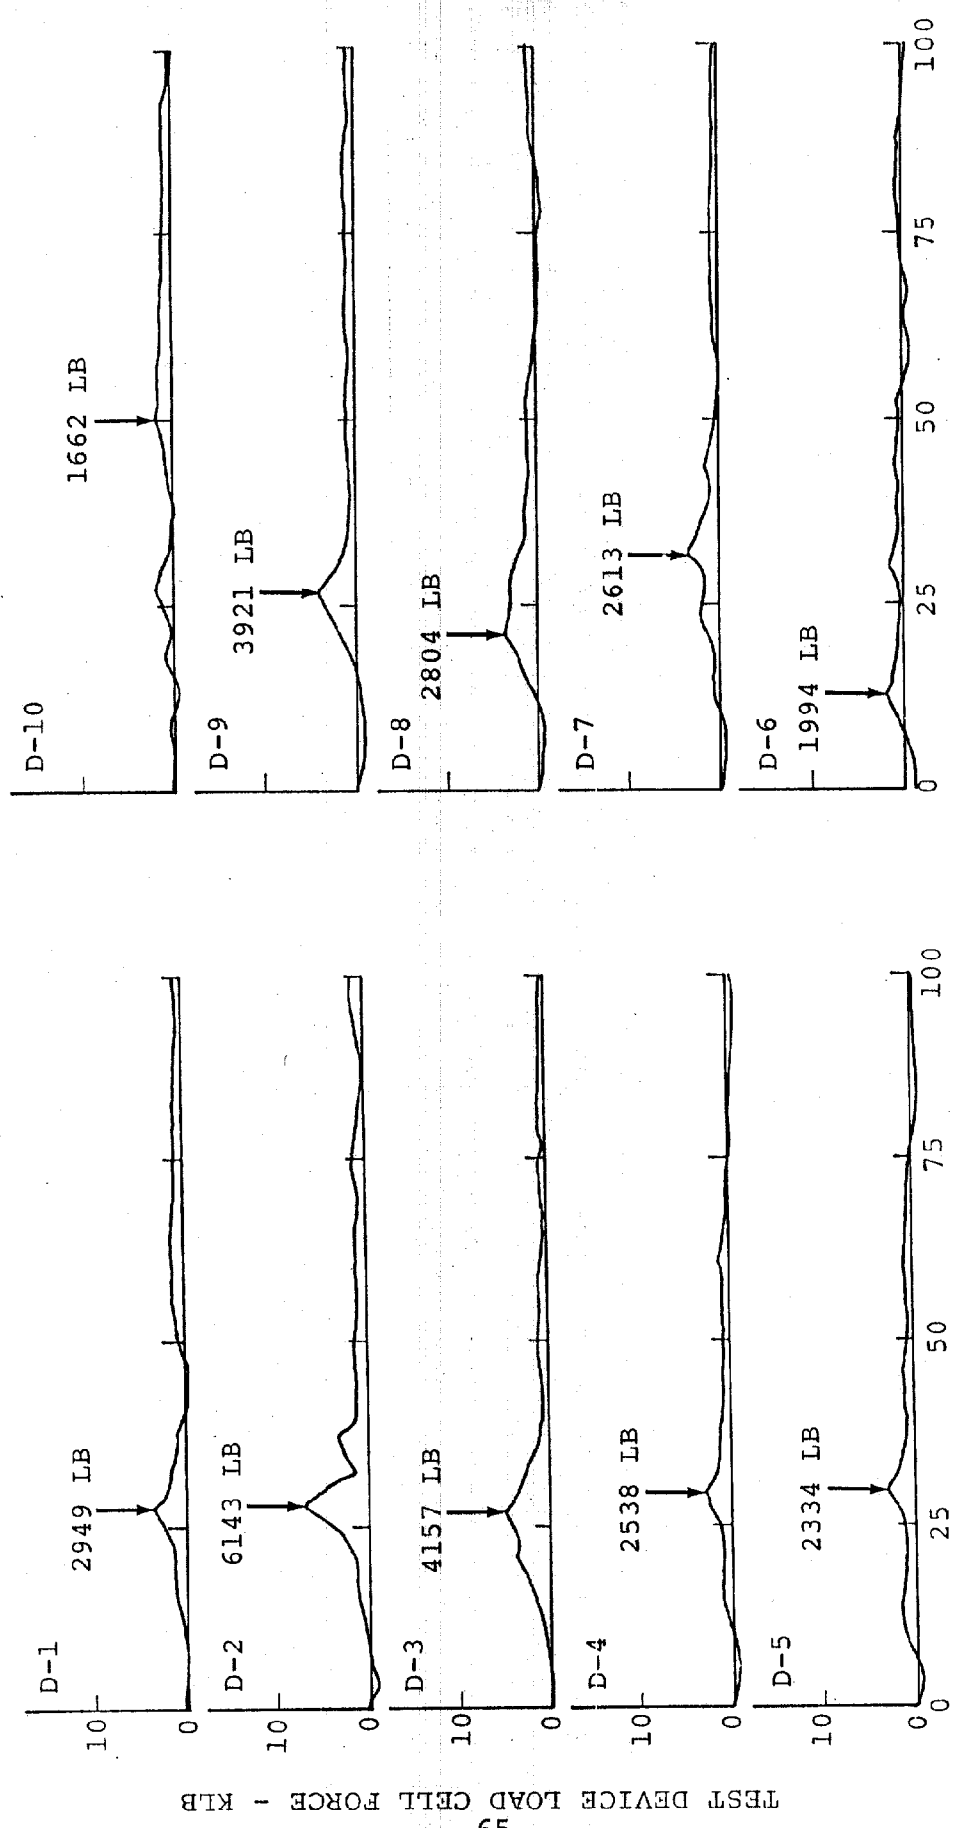 TEST DEVICE LOAD CELL FORCE - KLB
D-1
10
0
2949 LB
D-2
10
0
6143 LB
D-3
10
0
4157 LB
D-4
10
0
2538 LB
D-5
10
0
2334 LB
0
25
50
75
100
D-10
1662 LB
D-9
3921 LB
D-8
2804 LB
D-7
2613 LB
D-6
1994 LB
0
25
50
75
100